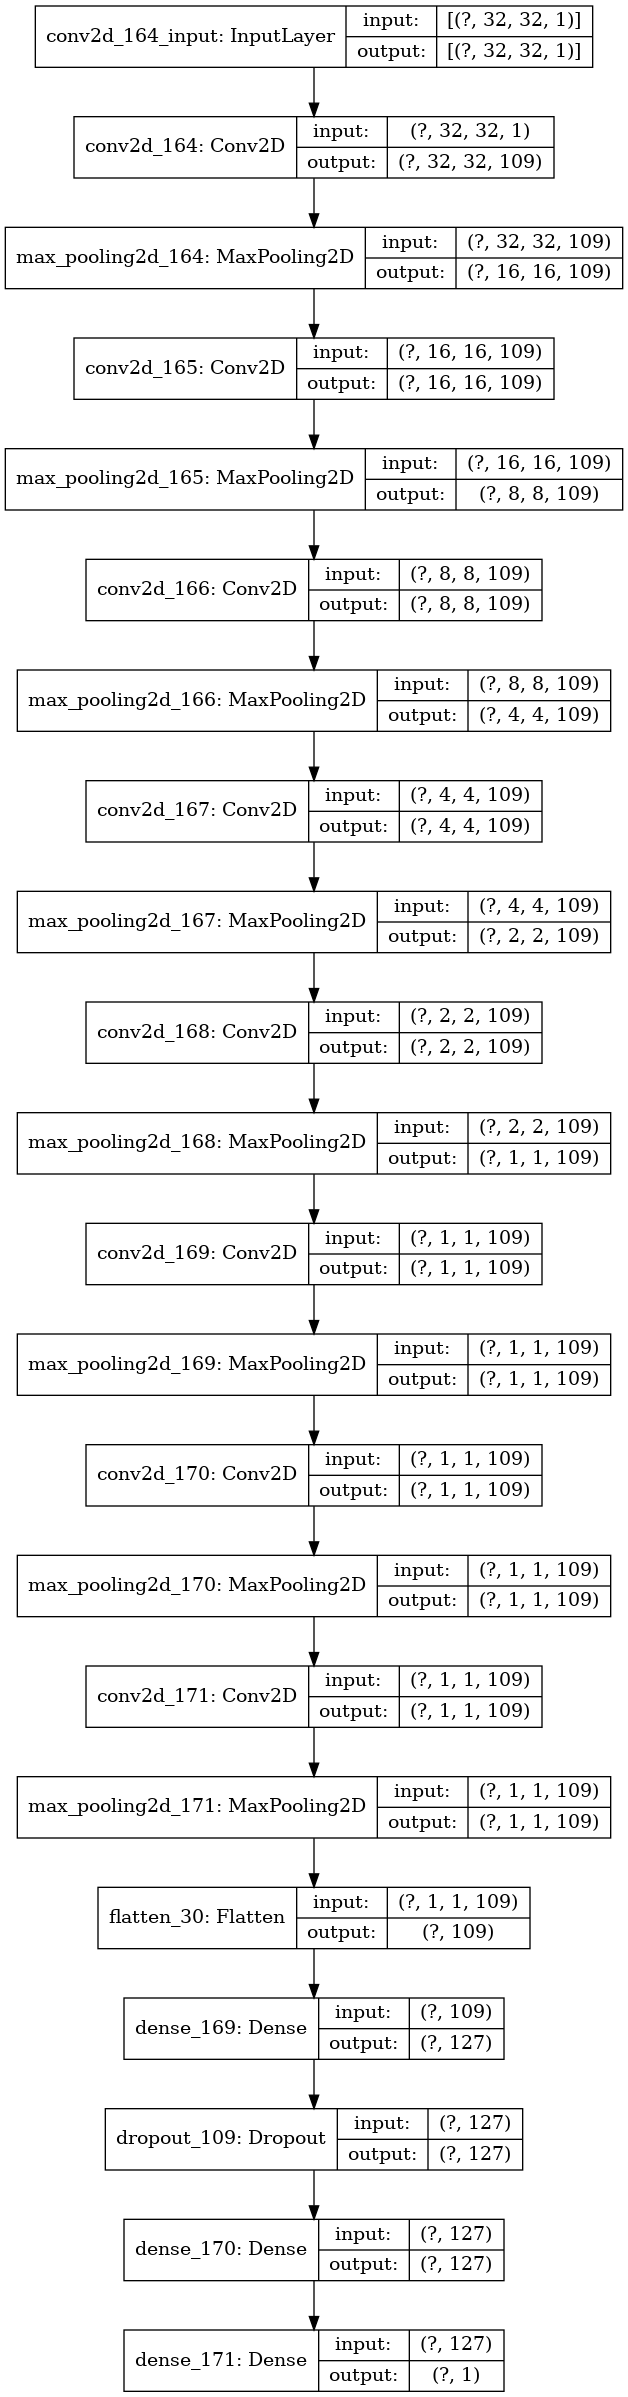 conv2d_164_input: InputLayer input: [(?, 32, 32, 1)]
output: [(?, 32, 32, 1)]
conv2d_164: Conv2D input: (?, 32, 32, 1)
output: (?, 32, 32, 109)
max_pooling2d_164: MaxPooling2D input: (?, 32, 32, 109)
output: (?, 16, 16, 109)
conv2d_165: Conv2D input: (?, 16, 16, 109)
output: (?, 16, 16, 109)
max_pooling2d_165: MaxPooling2D input: (?, 16, 16, 109)
output: (?, 8, 8, 109)
conv2d_166: Conv2D input: (?, 8, 8, 109)
output: (?, 8, 8, 109)
max_pooling2d_166: MaxPooling2D input: (?, 8, 8, 109)
output: (?, 4, 4, 109)
conv2d_167: Conv2D input: (?, 4, 4, 109)
output: (?, 4, 4, 109)
max_pooling2d_167: MaxPooling2D input: (?, 4, 4, 109)
output: (?, 2, 2, 109)
conv2d_168: Conv2D input: (?, 2, 2, 109)
output: (?, 2, 2, 109)
max_pooling2d_168: MaxPooling2D input: (?, 2, 2, 109)
output: (?, 1, 1, 109)
conv2d_169: Conv2D input: (?, 1, 1, 109)
output: (?, 1, 1, 109)
max_pooling2d_169: MaxPooling2D input: (?, 1, 1, 109)
output: (?, 1, 1, 109)
conv2d_170: Conv2D input: (?, 1, 1, 109)
output: (?, 1, 1, 109)
max_pooling2d_170: MaxPooling2D input: (?, 1, 1, 109)
output: (?, 1, 1, 109)
conv2d_171: Conv2D input: (?, 1, 1, 109)
output: (?, 1, 1, 109)
max_pooling2d_171: MaxPooling2D input: (?, 1, 1, 109)
output: (?, 1, 1, 109)
flatten_30: Flatten input: (?, 1, 1, 109)
output: (?, 109)
dense_169: Dense input: (?, 109)
output: (?, 127)
dropout_109: Dropout input: (?, 127)
output: (?, 127)
dense_170: Dense input: (?, 127)
output: (?, 127)
dense_171: Dense input: (?, 127)
output: (?, 1)